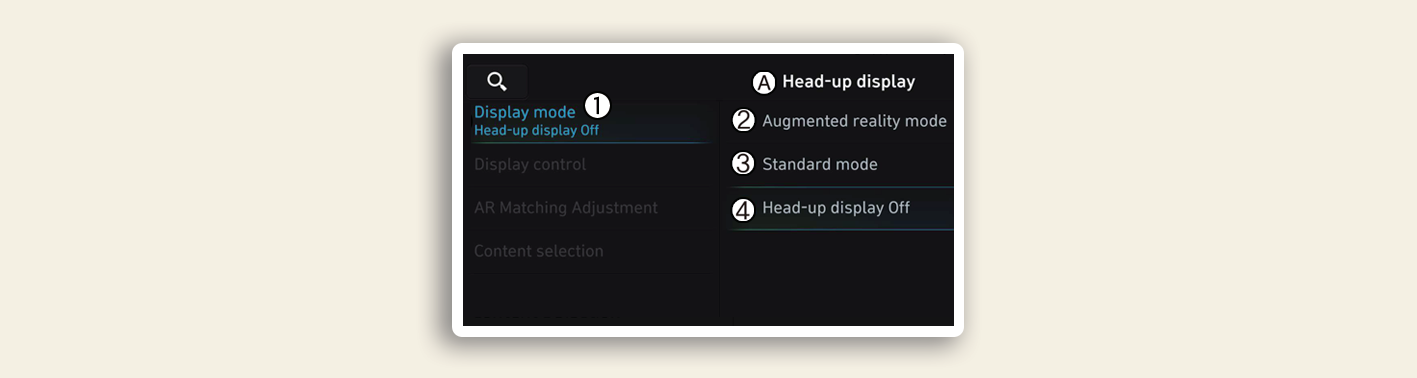 A Head-up display
Display mode 1
Head-up display Off
Display control
AR Matching Adjustment
Content selection
2 Augmented reality mode
3 Standard mode
4 Head-up display Off